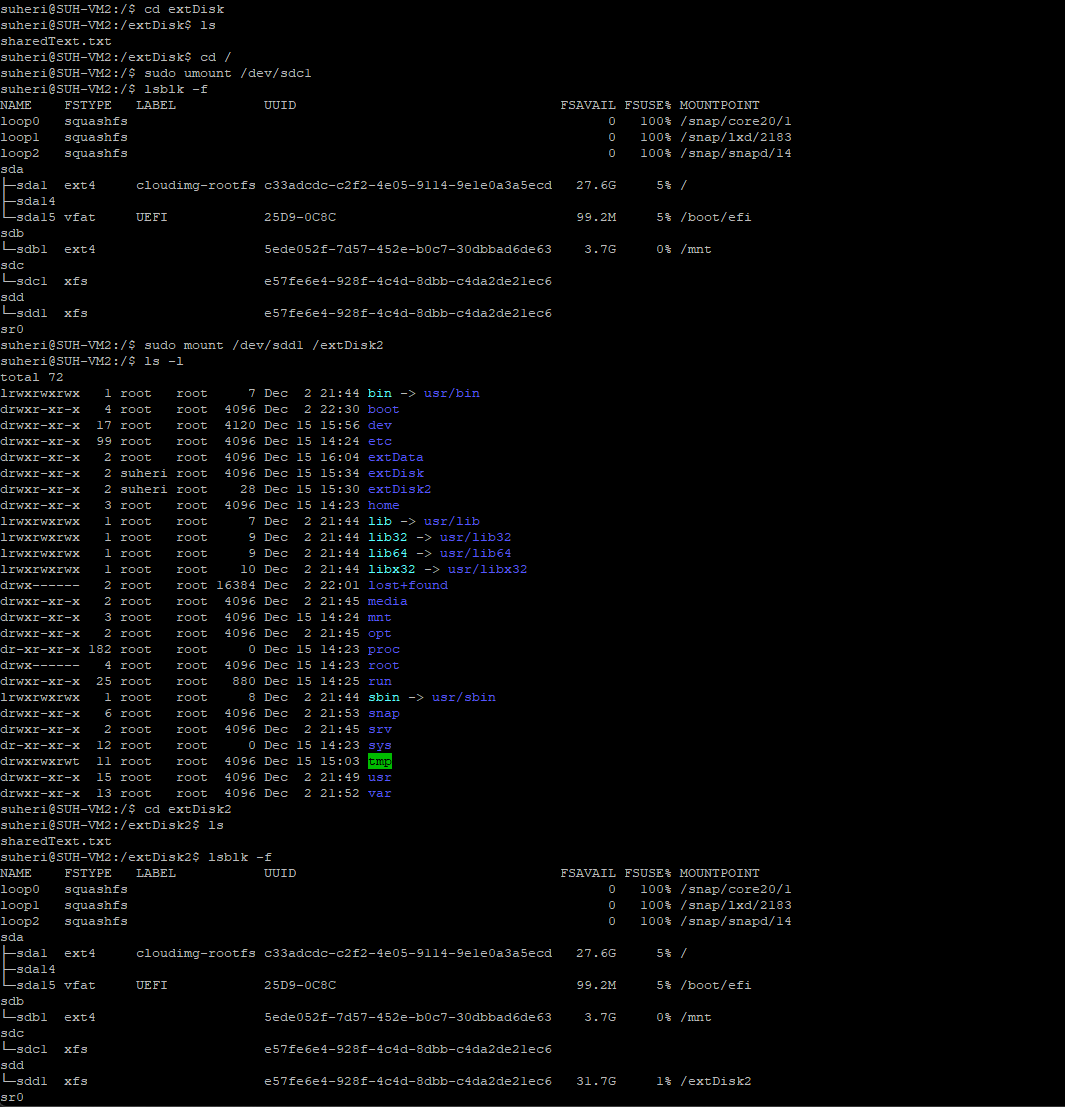 suheri@SUH-VM2:/$ cd extDisk
suheri@SUH-VM2:/extDisk$ ls
sharedText.txt
suheri@SUH-VM2:/extDisk$ cd /
suheri@SUH-VM2:/$ sudo umount /dev/sdc1
suheri@SUH-VM2:/$ lsblk -f
NAME    FSTYPE   LABEL           UUID                                 FSAVAIL FSUSE% MOUNTPOINT
loop0   squashfs                                                            0   100% /snap/core20/1
loop1   squashfs                                                            0   100% /snap/lxd/2183
loop2   squashfs                                                            0   100% /snap/snapd/14
sda
├─sda1  ext4     cloudimg-rootfs c33adcdc-c2f2-4e05-9114-9e1e0a3a5ecd   27.6G     5% /
├─sda14
└─sda15 vfat     UEFI            25D9-0C8C                              99.2M     5% /boot/efi
sdb
└─sdb1  ext4                     5ede052f-7d57-452e-b0c7-30dbbad6de63    3.7G     0% /mnt
sdc
└─sdc1  xfs                      e57fe6e4-928f-4c4d-8dbb-c4da2de21ec6
sdd
└─sdd1  xfs                      e57fe6e4-928f-4c4d-8dbb-c4da2de21ec6
sr0
suheri@SUH-VM2:/$ sudo mount /dev/sdd1 /extDisk2
suheri@SUH-VM2:/$ ls -l
total 72
lrwxrwxrwx   1 root   root     7 Dec  2 21:44 bin -> usr/bin
drwxr-xr-x   4 root   root  4096 Dec  2 22:30 boot
drwxr-xr-x  17 root   root  4120 Dec 15 15:56 dev
drwxr-xr-x  99 root   root  4096 Dec 15 14:24 etc
drwxr-xr-x   2 root   root  4096 Dec 15 16:04 extData
drwxr-xr-x   2 suheri root  4096 Dec 15 15:34 extDisk
drwxr-xr-x   2 suheri root    28 Dec 15 15:30 extDisk2
drwxr-xr-x   3 root   root  4096 Dec 15 14:23 home
lrwxrwxrwx   1 root   root     7 Dec  2 21:44 lib -> usr/lib
lrwxrwxrwx   1 root   root     9 Dec  2 21:44 lib32 -> usr/lib32
lrwxrwxrwx   1 root   root     9 Dec  2 21:44 lib64 -> usr/lib64
lrwxrwxrwx   1 root   root    10 Dec  2 21:44 libx32 -> usr/libx32
drwx------   2 root   root 16384 Dec  2 22:01 lost+found
drwxr-xr-x   2 root   root  4096 Dec  2 21:45 media
drwxr-xr-x   3 root   root  4096 Dec 15 14:24 mnt
drwxr-xr-x   2 root   root  4096 Dec  2 21:45 opt
dr-xr-xr-x 182 root   root     0 Dec 15 14:23 proc
drwx------   4 root   root  4096 Dec 15 14:23 root
drwxr-xr-x  25 root   root   880 Dec 15 14:25 run
lrwxrwxrwx   1 root   root     8 Dec  2 21:44 sbin -> usr/sbin
drwxr-xr-x   6 root   root  4096 Dec  2 21:53 snap
drwxr-xr-x   2 root   root  4096 Dec  2 21:45 srv
dr-xr-xr-x  12 root   root     0 Dec 15 14:23 sys
drwxrwxrwt  11 root   root  4096 Dec 15 15:03 tmp
drwxr-xr-x  15 root   root  4096 Dec  2 21:49 usr
drwxr-xr-x  13 root   root  4096 Dec  2 21:52 var
suheri@SUH-VM2:/$ cd extDisk2
suheri@SUH-VM2:/extDisk2$ ls
sharedText.txt
suheri@SUH-VM2:/extDisk2$ lsblk -f
NAME    FSTYPE   LABEL           UUID                                 FSAVAIL FSUSE% MOUNTPOINT
loop0   squashfs                                                            0   100% /snap/core20/1
loop1   squashfs                                                            0   100% /snap/lxd/2183
loop2   squashfs                                                            0   100% /snap/snapd/14
sda
├─sda1  ext4     cloudimg-rootfs c33adcdc-c2f2-4e05-9114-9e1e0a3a5ecd   27.6G     5% /
├─sda14
└─sda15 vfat     UEFI            25D9-0C8C                              99.2M     5% /boot/efi
sdb
└─sdb1  ext4                     5ede052f-7d57-452e-b0c7-30dbbad6de63    3.7G     0% /mnt
sdc
└─sdc1  xfs                      e57fe6e4-928f-4c4d-8dbb-c4da2de21ec6
sdd
└─sdd1  xfs                      e57fe6e4-928f-4c4d-8dbb-c4da2de21ec6   31.7G     1% /extDisk2
sr0